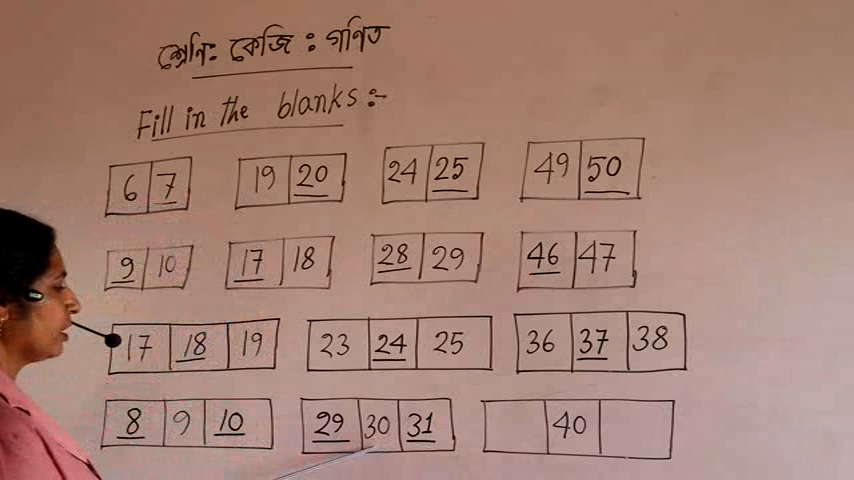 শ্রেণি: কেজি : গণিত
Fill in the blanks :-
6 7 19 20 24 25 49 50
9 10 17 18 28 29 46 47
17 18 19 23 24 25 36 37 38
8 9 10 29 30 31 40